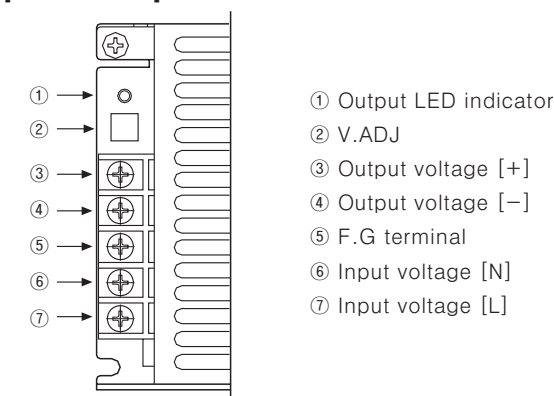 ①
②
③
④
⑤
⑥
⑦
① Output LED indicator
② V.ADJ
③ Output voltage [+]
④ Output voltage [−]
⑤ F.G terminal
⑥ Input voltage [N]
⑦ Input voltage [L]